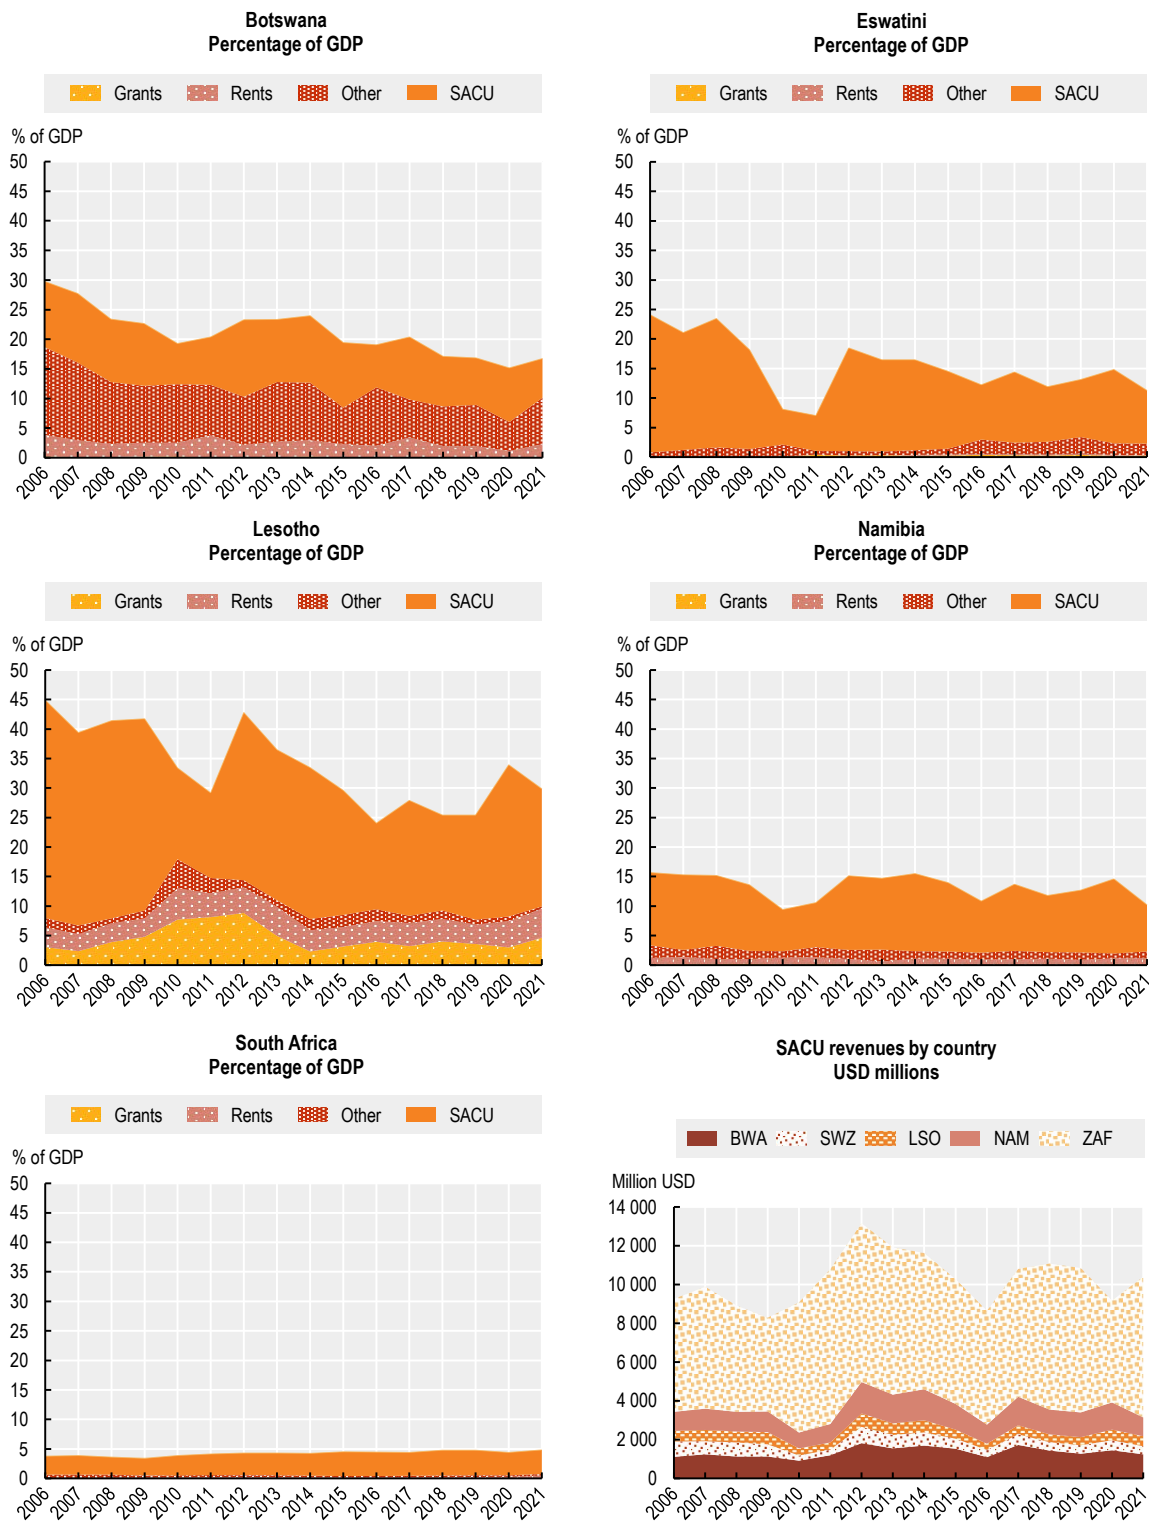 Botswana
Percentage of GDP
Grants Rents Other SACU
% of GDP
50
45
40
35
30
25
20
15
10
5
0
2006 2007 2008 2009 2010 2011 2012 2013 2014 2015 2016 2017 2018 2019 2020 2021
Eswatini
Percentage of GDP
Grants Rents Other SACU
% of GDP
50
45
40
35
30
25
20
15
10
5
0
2006 2007 2008 2009 2010 2011 2012 2013 2014 2015 2016 2017 2018 2019 2020 2021
Lesotho
Percentage of GDP
Grants Rents Other SACU
% of GDP
50
45
40
35
30
25
20
15
10
5
0
2006 2007 2008 2009 2010 2011 2012 2013 2014 2015 2016 2017 2018 2019 2020 2021
Namibia
Percentage of GDP
Grants Rents Other SACU
% of GDP
50
45
40
35
30
25
20
15
10
5
0
2006 2007 2008 2009 2010 2011 2012 2013 2014 2015 2016 2017 2018 2019 2020 2021
South Africa
Percentage of GDP
Grants Rents Other SACU
% of GDP
50
45
40
35
30
25
20
15
10
5
0
2006 2007 2008 2009 2010 2011 2012 2013 2014 2015 2016 2017 2018 2019 2020 2021
SACU revenues by country
USD millions
BWA SWZ LSO NAM ZAF
Million USD
14 000
12 000
10 000
8 000
6 000
4 000
2 000
0
2006 2007 2008 2009 2010 2011 2012 2013 2014 2015 2016 2017 2018 2019 2020 2021